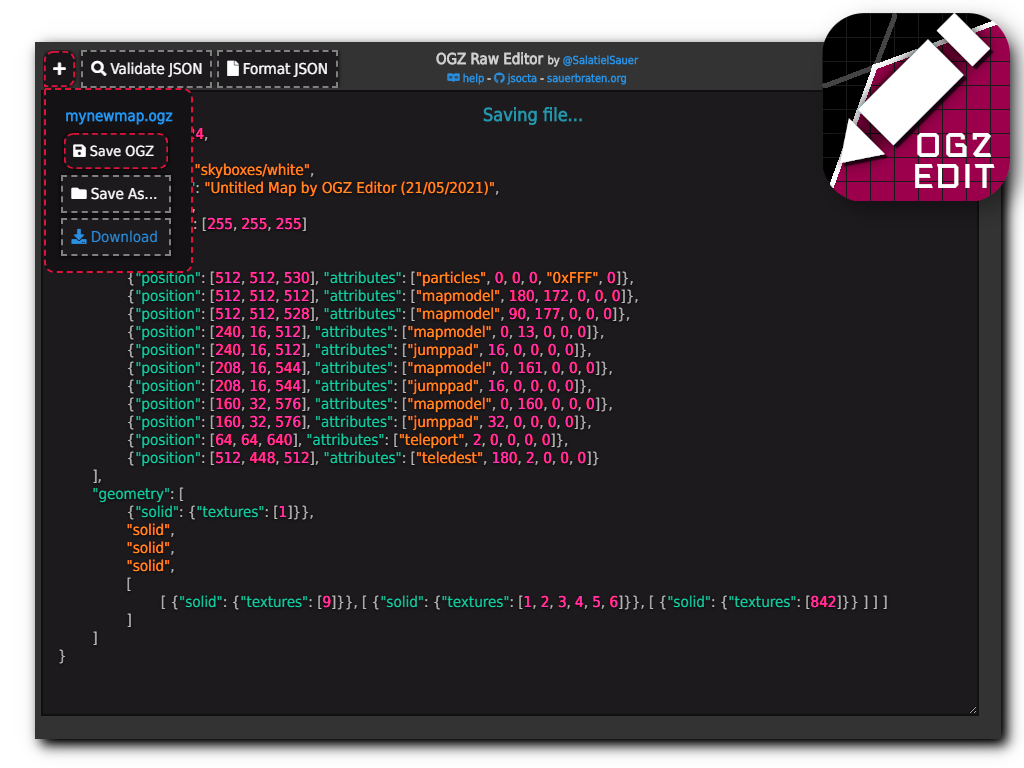 + Validate JSON Format JSON
OGZ Raw Editor by @SalatielSauer
help - jsocta - sauerbraten.org
OGZ
EDIT
mynewmap.ogz
Save OGZ
Save As...
Download
Saving file...
4,
"skyboxes/white",
: "Untitled Map by OGZ Editor (21/05/2021)",
: [255, 255, 255]
{"position": [512, 512, 530], "attributes": ["particles", 0, 0, 0, "0xFFF", 0]},
{"position": [512, 512, 512], "attributes": ["mapmodel", 180, 172, 0, 0, 0]},
{"position": [512, 512, 528], "attributes": ["mapmodel", 90, 177, 0, 0, 0]},
{"position": [240, 16, 512], "attributes": ["mapmodel", 0, 13, 0, 0, 0]},
{"position": [240, 16, 512], "attributes": ["jumppad", 16, 0, 0, 0, 0]},
{"position": [208, 16, 544], "attributes": ["mapmodel", 0, 161, 0, 0, 0]},
{"position": [208, 16, 544], "attributes": ["jumppad", 16, 0, 0, 0, 0]},
{"position": [160, 32, 576], "attributes": ["mapmodel", 0, 160, 0, 0, 0]},
{"position": [160, 32, 576], "attributes": ["jumppad", 32, 0, 0, 0, 0]},
{"position": [64, 64, 640], "attributes": ["teleport", 2, 0, 0, 0, 0]},
{"position": [512, 448, 512], "attributes": ["teledest", 180, 2, 0, 0, 0]}
],
"geometry": [
{"solid": {"textures": [1]}},
"solid",
"solid",
"solid",
[
[ {"solid": {"textures": [9]}}, [ {"solid": {"textures": [1, 2, 3, 4, 5, 6]}}, [ {"solid": {"textures": [842]}} ] ] ]
]
]
}